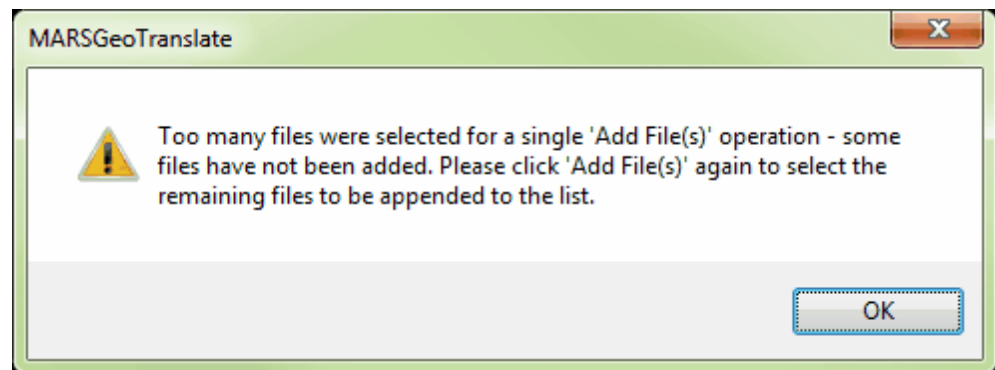 MARSGeoTranslate
Too many files were selected for a single 'Add File(s)' operation - some
files have not been added. Please click 'Add File(s)' again to select the
remaining files to be appended to the list.
OK